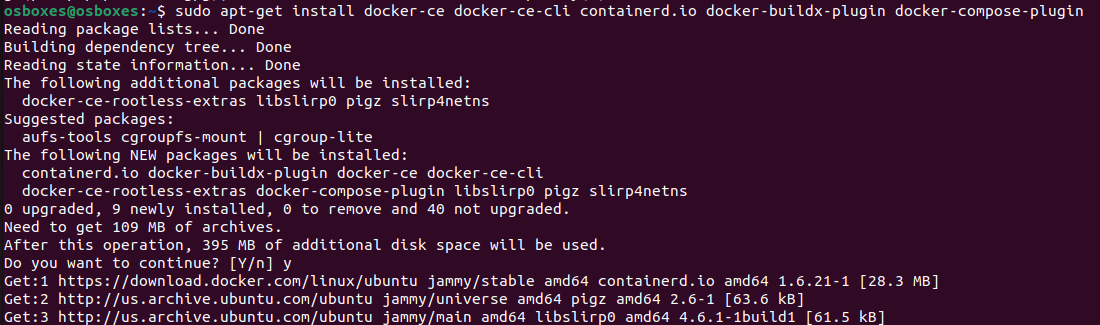 osboxes@osboxes:~$ sudo apt-get install docker-ce docker-ce-cli containerd.io docker-buildx-plugin docker-compose-plugin
Reading package lists... Done
Building dependency tree... Done
Reading state information... Done
The following additional packages will be installed:
  docker-ce-rootless-extras libslirp0 pigz slirp4netns
Suggested packages:
  aufs-tools cgroupfs-mount | cgroup-lite
The following NEW packages will be installed:
  containerd.io docker-buildx-plugin docker-ce docker-ce-cli
  docker-ce-rootless-extras docker-compose-plugin libslirp0 pigz slirp4netns
0 upgraded, 9 newly installed, 0 to remove and 40 not upgraded.
Need to get 109 MB of archives.
After this operation, 395 MB of additional disk space will be used.
Do you want to continue? [Y/n] y
Get:1 https://download.docker.com/linux/ubuntu jammy/stable amd64 containerd.io amd64 1.6.21-1 [28.3 MB]
Get:2 http://us.archive.ubuntu.com/ubuntu jammy/universe amd64 pigz amd64 2.6-1 [63.6 kB]
Get:3 http://us.archive.ubuntu.com/ubuntu jammy/main amd64 libslirp0 amd64 4.6.1-1build1 [61.5 kB]